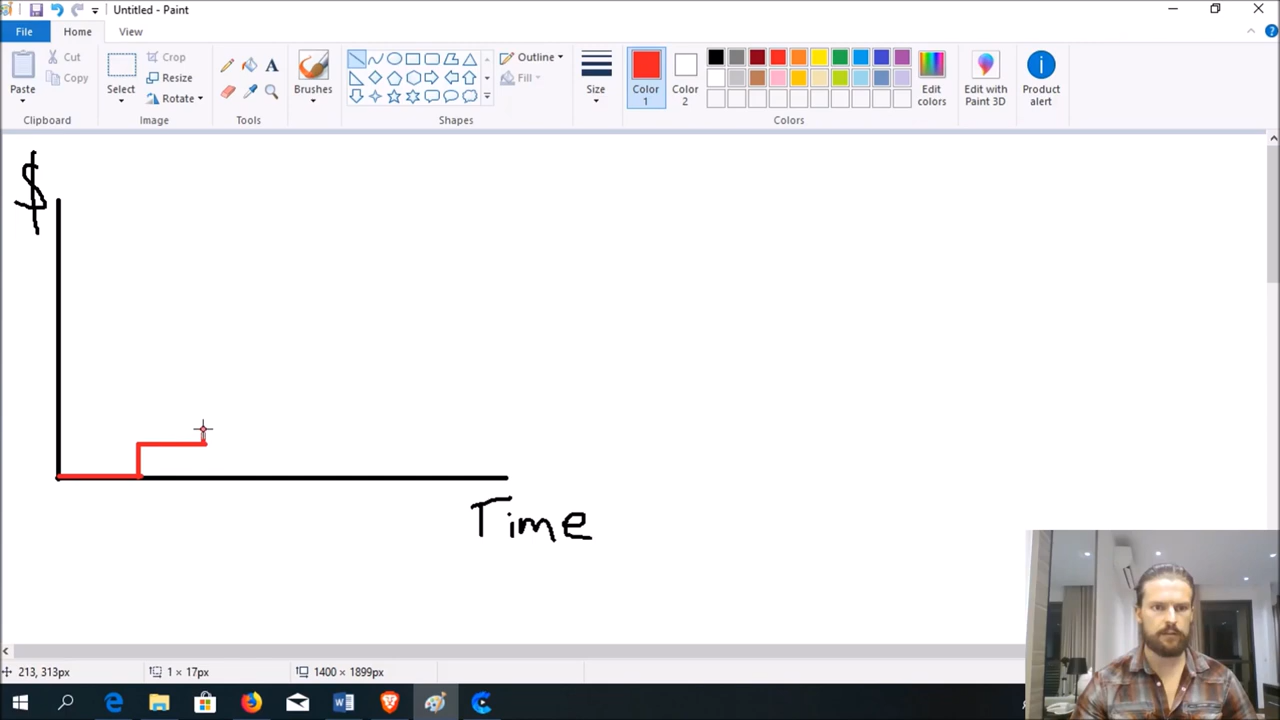 Untitled - Paint
File Home View
Paste
Cut
Copy
Clipboard
Select
Crop
Resize
Rotate
Image
Tools
Brushes
Outline
Fill
Shapes
Size
Color 1
Color 2
Edit colors
Colors
Edit with Paint 3D
Product alert
$
Time
213, 313px 1 × 17px 1400 × 1899px